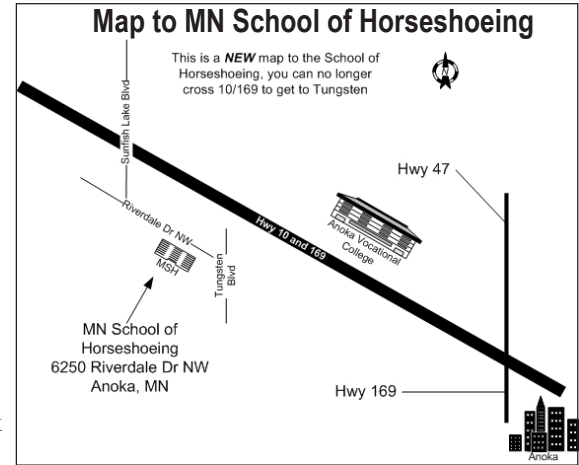 Map to MN School of Horseshoeing
This is a NEW map to the School of
Horseshoeing, you can no longer
cross 10/169 to get to Tungsten
Sunfish Lake Blvd
Hwy 47
Riverdale Dr NW
Hwy 10 and 169
Anoka Vocational
College
MSH
Tungsten
Blvd
MN School of
Horseshoeing
6250 Riverdale Dr NW
Anoka, MN
Hwy 169
Anoka